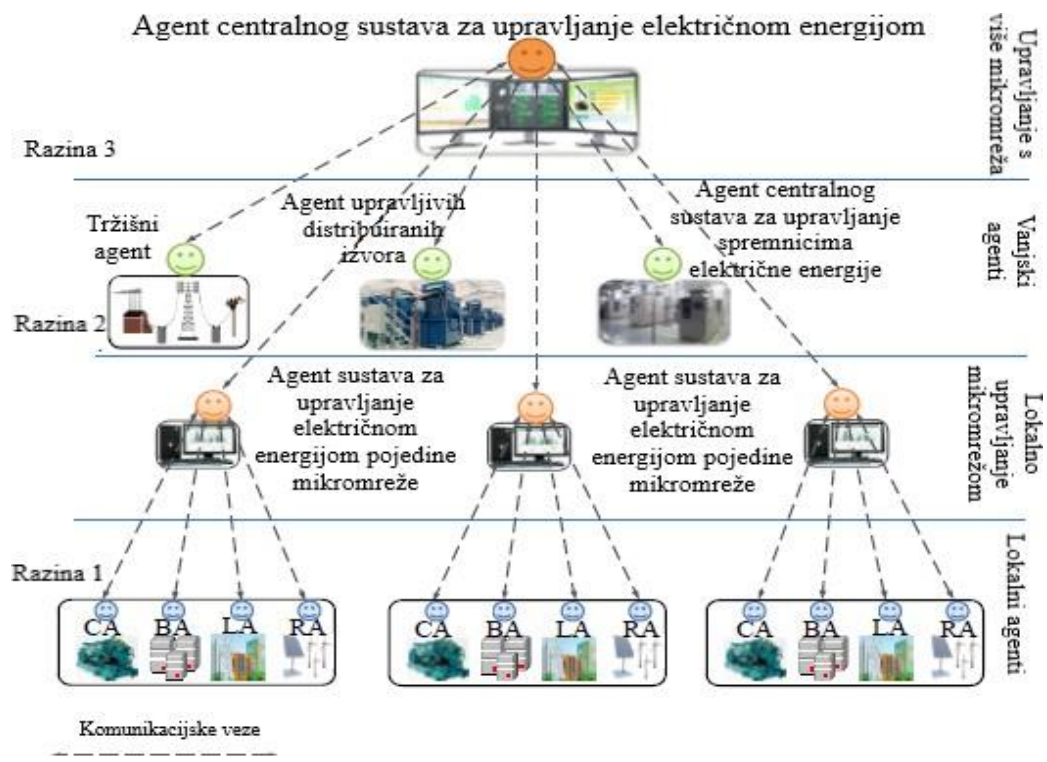 Agent centralnog sustava za upravljanje električnom energijom
Upravljanje s
više mikromreža
Razina 3
Tržišni
agent
Agent upravljivih
distribuiranih
izvora
Agent centralnog
sustava za upravljanje
spremnicima
električne energije
Vanjski
agenti
Razina 2
Agent sustava za
upravljanje
električnom
energijom pojedine
mikromreže
Agent sustava za
upravljanje
električnom
energijom pojedine
mikromreže
Lokalno
upravljanje
mikromrežom
Razina 1
Lokalni agenti
CA BA LA RA
CA BA LA RA
CA BA LA RA
Komunikacijske veze